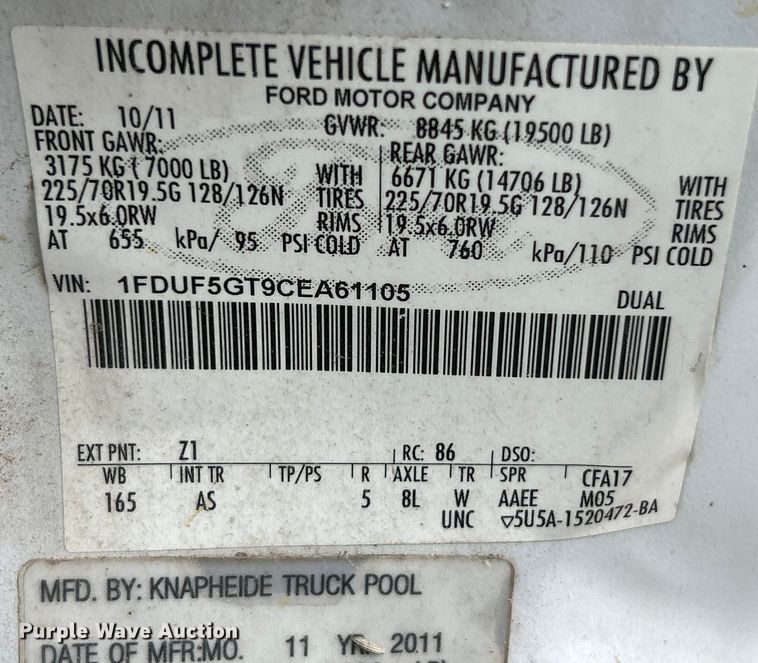 INCOMPLETE VEHICLE MANUFACTURED BY
FORD MOTOR COMPANY
DATE: 10/11 GVWR: 8845 KG (19500 LB)
FRONT GAWR: REAR GAWR:
3175 KG ( 7000 LB) WITH 6671 KG (14706 LB) WITH
225/70R19.5G 128/126N TIRES 225/70R19.5G 128/126N TIRES
19.5x6.0RW RIMS 19.5x6.0RW RIMS
AT 655 kPa/ 95 PSI COLD AT 760 kPa/110 PSI COLD
VIN: 1FDUF5GT9CEA61105 DUAL
EXT PNT: Z1 RC: 86 DSO:
WB INT TR TP/PS R AXLE TR SPR CFA17
165 AS 5 8L W AAEE M05
UNC ▽5U5A-1520472-BA
MFD. BY: KNAPHEIDE TRUCK POOL
Purple Wave Auction
DATE OF MFR:MO. 11 YR. 2011